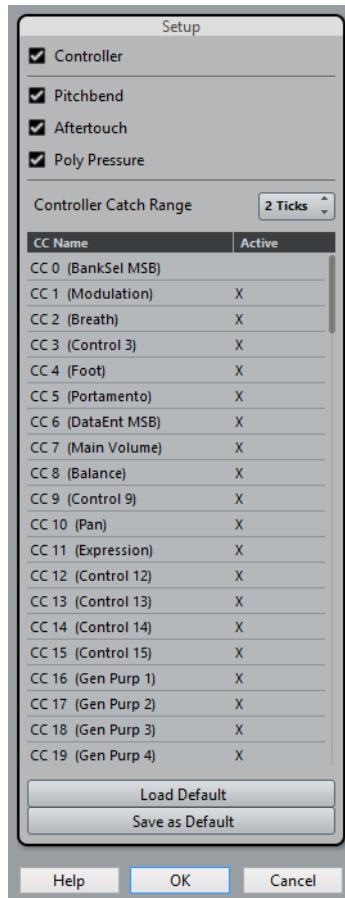 Setup
Controller
Pitchbend
Aftertouch
Poly Pressure
Controller Catch Range 2 Ticks
CC Name Active
CC 0 (BankSel MSB)
CC 1 (Modulation) X
CC 2 (Breath) X
CC 3 (Control 3) X
CC 4 (Foot) X
CC 5 (Portamento) X
CC 6 (DataEnt MSB) X
CC 7 (Main Volume) X
CC 8 (Balance) X
CC 9 (Control 9) X
CC 10 (Pan) X
CC 11 (Expression) X
CC 12 (Control 12) X
CC 13 (Control 13) X
CC 14 (Control 14) X
CC 15 (Control 15) X
CC 16 (Gen Purp 1) X
CC 17 (Gen Purp 2) X
CC 18 (Gen Purp 3) X
CC 19 (Gen Purp 4) X
Load Default
Save as Default
Help OK Cancel